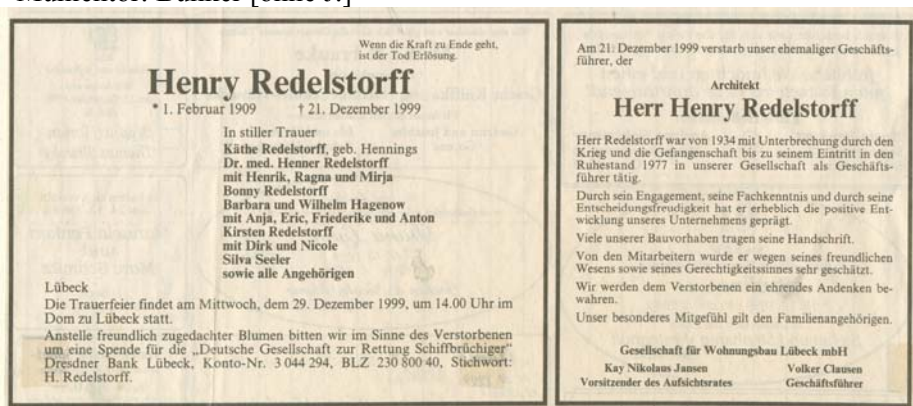 Wenn die Kraft zu Ende geht,
ist der Tod Erlösung.
Henry Redelstorff
* 1. Februar 1909 † 21. Dezember 1999
In stiller Trauer
Käthe Redelstorff, geb. Hennings
Dr. med. Henner Redelstorff
mit Henrik, Ragna und Mirja
Bonny Redelstorff
Barbara und Wilhelm Hagenow
mit Anja, Eric, Friederike und Anton
Kirsten Redelstorff
mit Dirk und Nicole
Silva Seeler
sowie alle Angehörigen
Lübeck
Die Trauerfeier findet am Mittwoch, dem 29. Dezember 1999, um 14.00 Uhr im
Dom zu Lübeck statt.
Anstelle freundlich zugedachter Blumen bitten wir im Sinne des Verstorbenen
um eine Spende für die „Deutsche Gesellschaft zur Rettung Schiffbrüchiger"
Dresdner Bank Lübeck, Konto-Nr. 3 044 294, BLZ 230 800 40, Stichwort:
H. Redelstorff.
Am 21. Dezember 1999 verstarb unser ehemaliger Geschäfts-
führer, der
Architekt
Herr Henry Redelstorff
Herr Redelstorff war von 1934 mit Unterbrechung durch den
Krieg und die Gefangenschaft bis zu seinem Eintritt in den
Ruhestand 1977 in unserer Gesellschaft als Geschäfts-
führer tätig.
Durch sein Engagement, seine Fachkenntnis und durch seine
Entscheidungsfreudigkeit hat er erheblich die positive Ent-
wicklung unseres Unternehmens geprägt.
Viele unserer Bauvorhaben tragen seine Handschrift.
Von den Mitarbeitern wurde er wegen seines freundlichen
Wesens sowie seines Gerechtigkeitssinnes sehr geschätzt.
Wir werden dem Verstorbenen ein ehrendes Andenken be-
wahren.
Unser besonderes Mitgefühl gilt den Familienangehörigen.
Gesellschaft für Wohnungsbau Lübeck mbH
Kay Nikolaus Jansen Volker Clausen
Vorsitzender des Aufsichtsrates Geschäftsführer